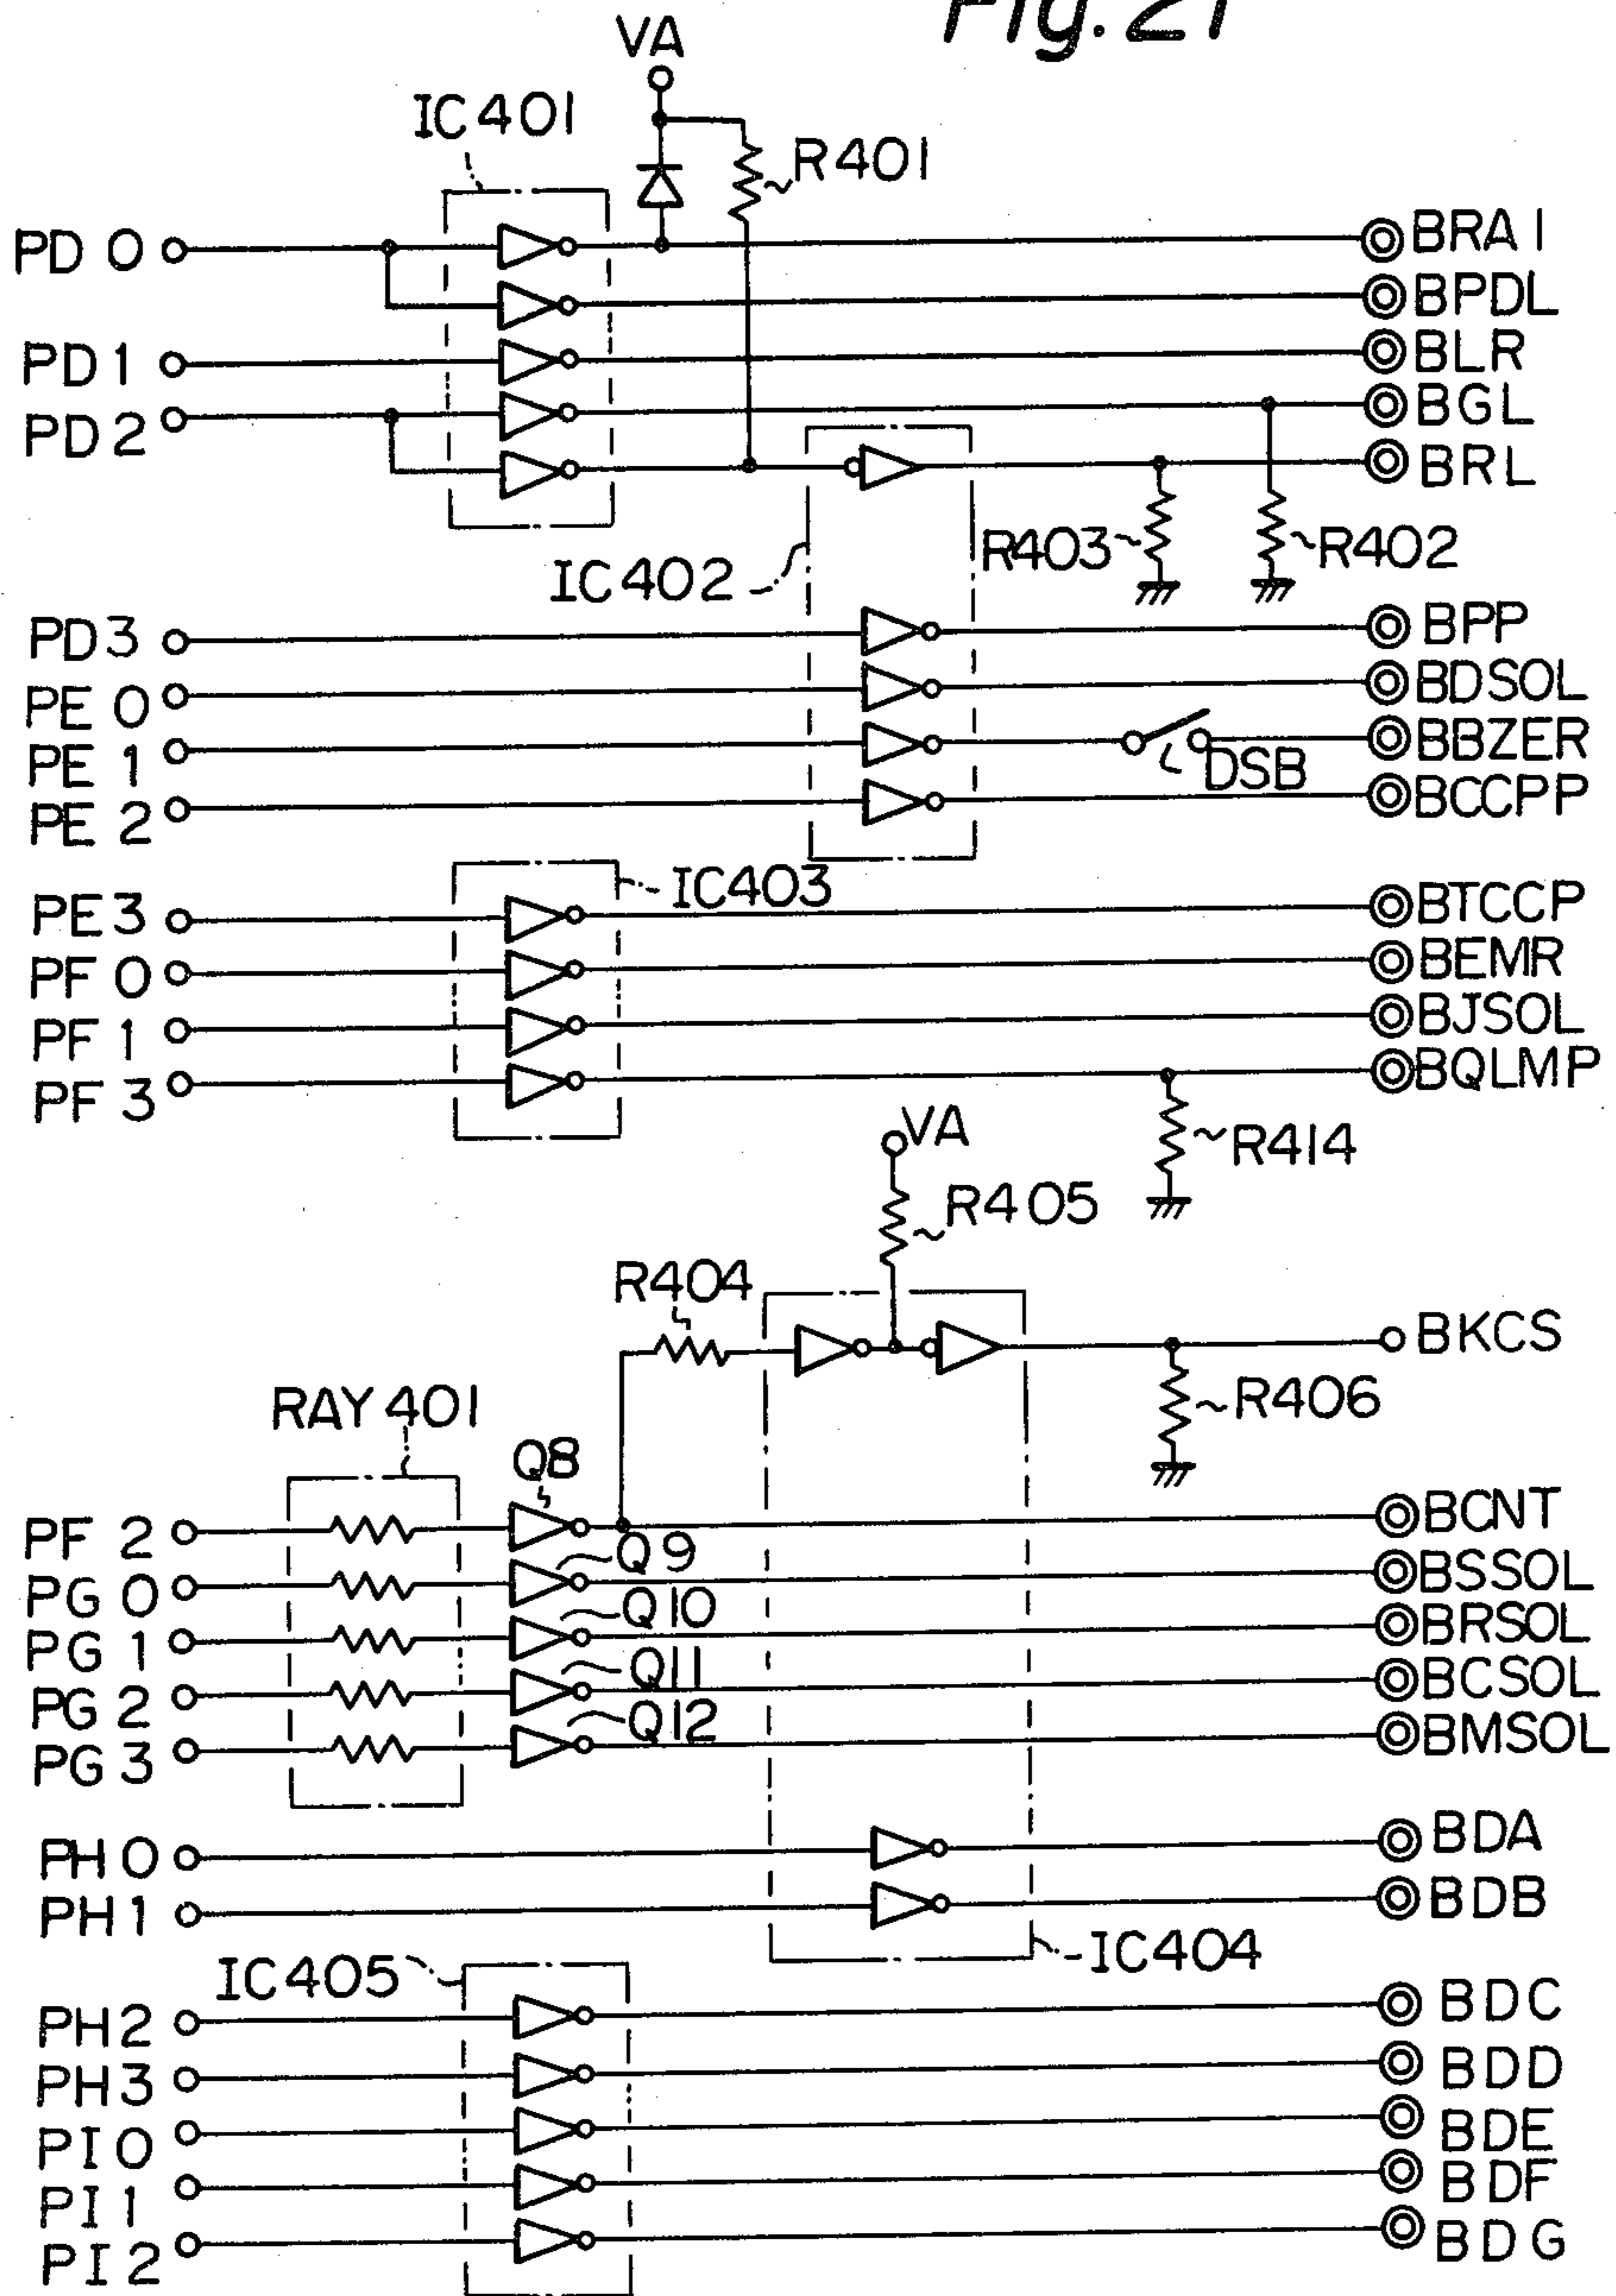 Fig. 21
VA
IC401
R401
PD 0
BRA1
BPDL
PD1
BLR
PD2
BGL
BRL
R403
R402
IC402
PD3
BPP
PE 0
BDSOL
PE 1
BBZER
DSB
PE 2
BCCPP
IC403
PE3
BTCCP
PF 0
BEMR
PF 1
BJSOL
PF 3
BQLMP
VA
R414
R405
R404
BKCS
R406
RAY 401
Q8
PF 2
BCNT
Q9
PG 0
BSSOL
Q10
PG 1
BRSOL
Q11
PG 2
BCSOL
Q12
PG 3
BMSOL
PH 0
BDA
PH1
BDB
IC404
IC405
PH2
BDC
PH3
BDD
PI 0
BDE
PI 1
BDF
PI 2
BDG